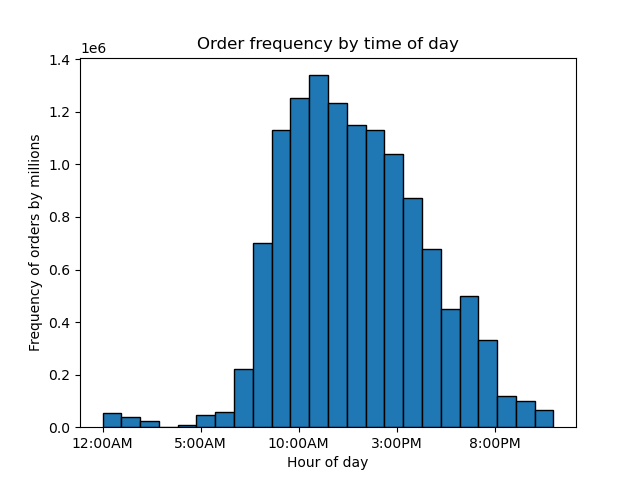 Order frequency by time of day
1e6
1.4
1.2
1.0
0.8
0.6
0.4
0.2
0.0
Frequency of orders by millions
12:00AM 5:00AM 10:00AM 3:00PM 8:00PM
Hour of day